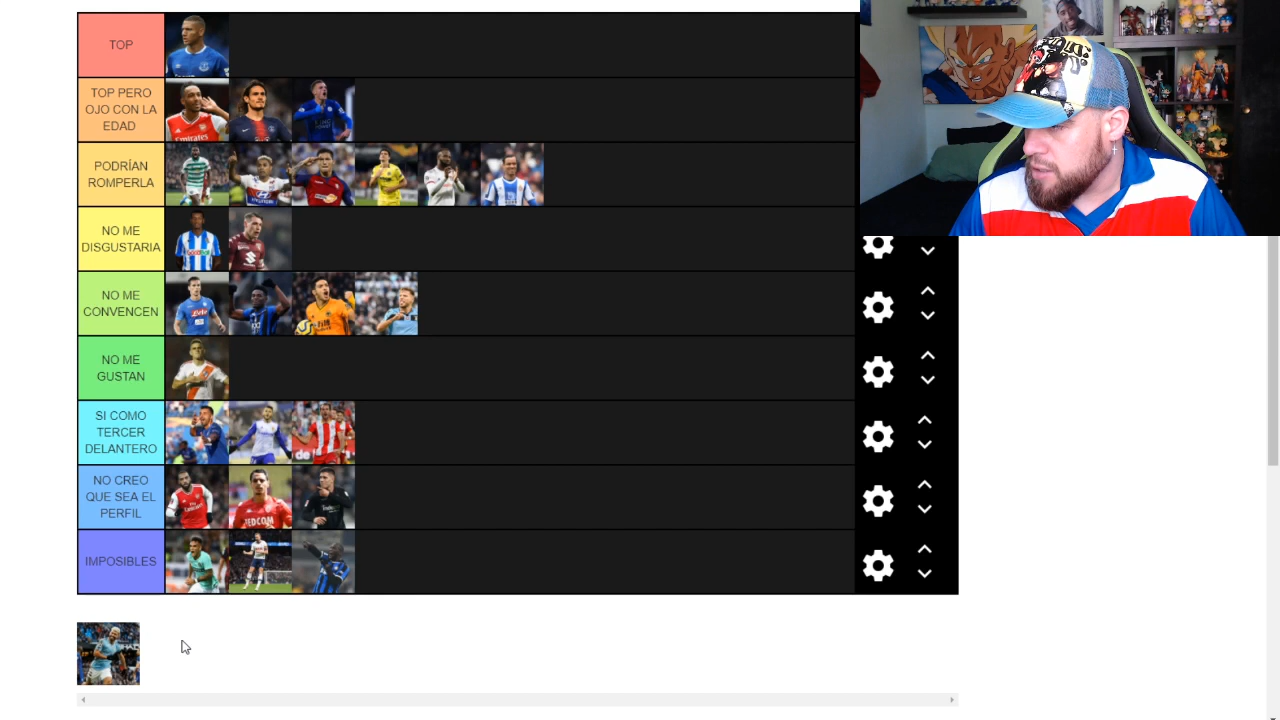 TOP
TOP PERO
OJO CON LA
EDAD
PODRÍAN
ROMPERLA
NO ME
DISGUSTARIA
NO ME
CONVENCEN
NO ME
GUSTAN
SI COMO
TERCER
DELANTERO
NO CREO
QUE SEA EL
PERFIL
IMPOSIBLES